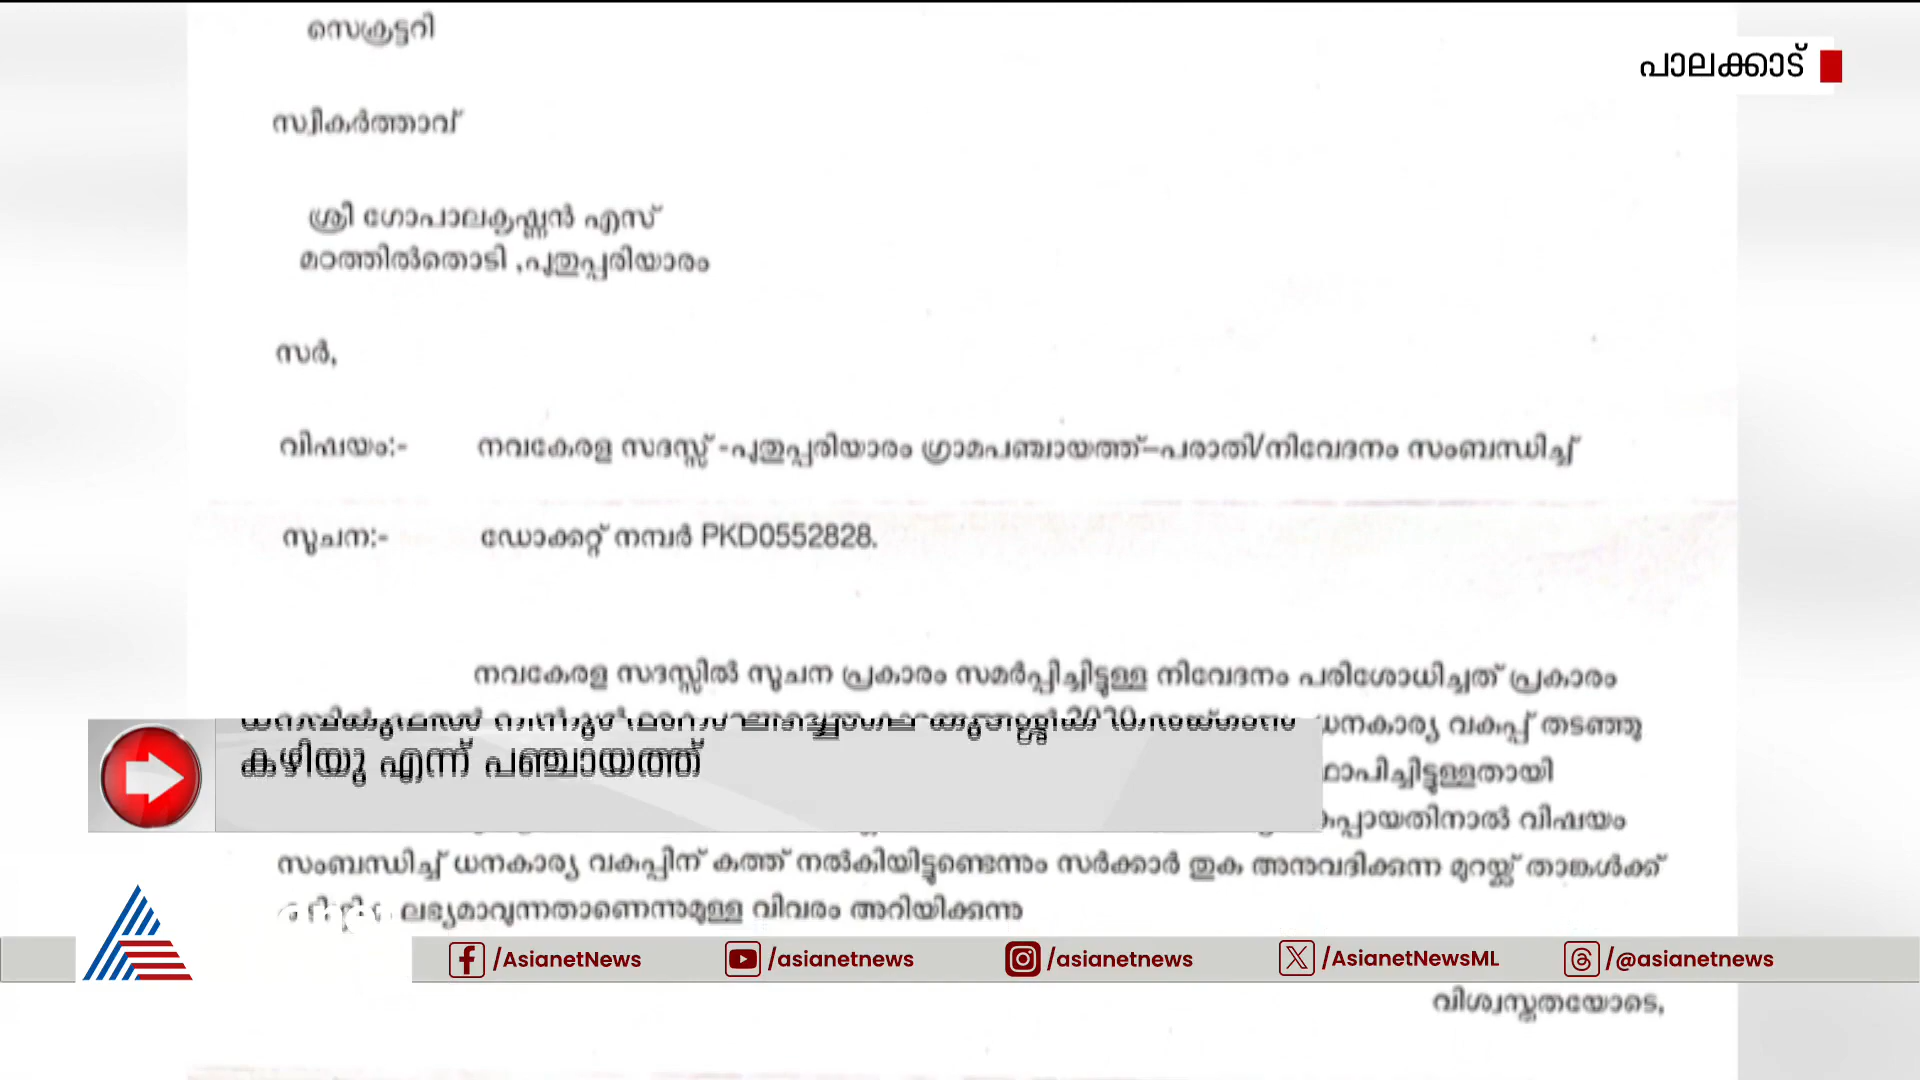 സെക്രട്ടറി
പാലക്കാട്
സ്വീകർത്താവ്
ശ്രീ ഗോപാലകൃഷ്ണൻ എസ്
മഠത്തിൽതൊടി ,പുതുപ്പരിയാരം
സർ,
വിഷയം:- നവകേരള സദസ്സ് -പുതുപ്പരിയാരം ഗ്രാമപഞ്ചായത്ത്–പരാതി/നിവേദനം സംബന്ധിച്ച്
സൂചന:- ഡോക്കറ്റ് നമ്പർ PKD0552828.
നവകേരള സദസ്സിൽ സൂചന പ്രകാരം സമർപ്പിച്ചിട്ടുള്ള നിവേദനം പരിശോധിച്ചത് പ്രകാരം
ധനകാര്യ വകുപ്പ് തടഞ്ഞു
കഴിയൂ എന്ന് പഞ്ചായത്ത്
വിഷയം
സംബന്ധിച്ച് ധനകാര്യ വകുപ്പിന് കത്ത് നൽകിയിട്ടുണ്ടെന്നും സർക്കാർ തുക അനുവദിക്കുന്ന മുറയ്ക്ക് താങ്കൾക്ക്
ലഭ്യമാവുന്നതാണെന്നുമുള്ള വിവരം അറിയിക്കുന്നു
/AsianetNews /asianetnews /asianetnews /AsianetNewsML /@asianetnews
വിശ്വസ്തതയോടെ,